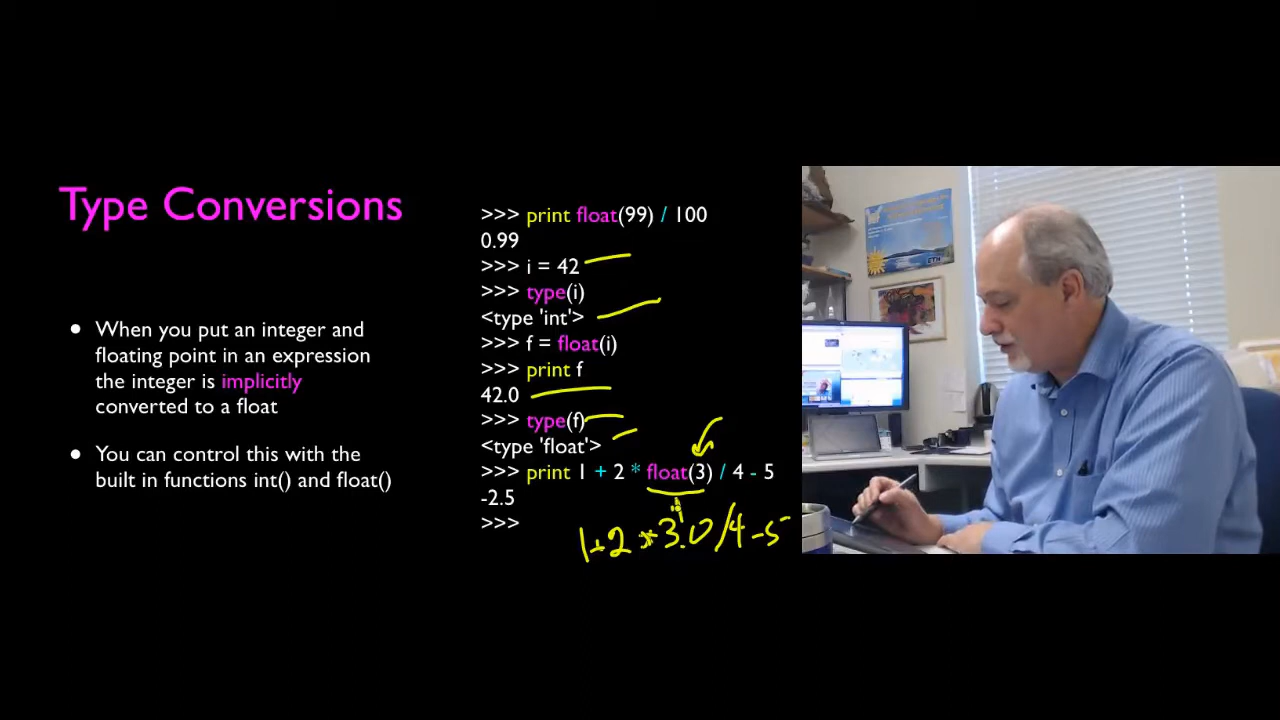 Type Conversions
When you put an integer and
floating point in an expression
the integer is implicitly
converted to a float
You can control this with the
built in functions int() and float()
>>> print float(99) / 100
0.99
>>> i = 42
>>> type(i)
<type 'int'>
>>> f = float(i)
>>> print f
42.0
>>> type(f)
<type 'float'>
>>> print 1 + 2 * float(3) / 4 - 5
-2.5
>>>
1+2 * 3.0/4 -5